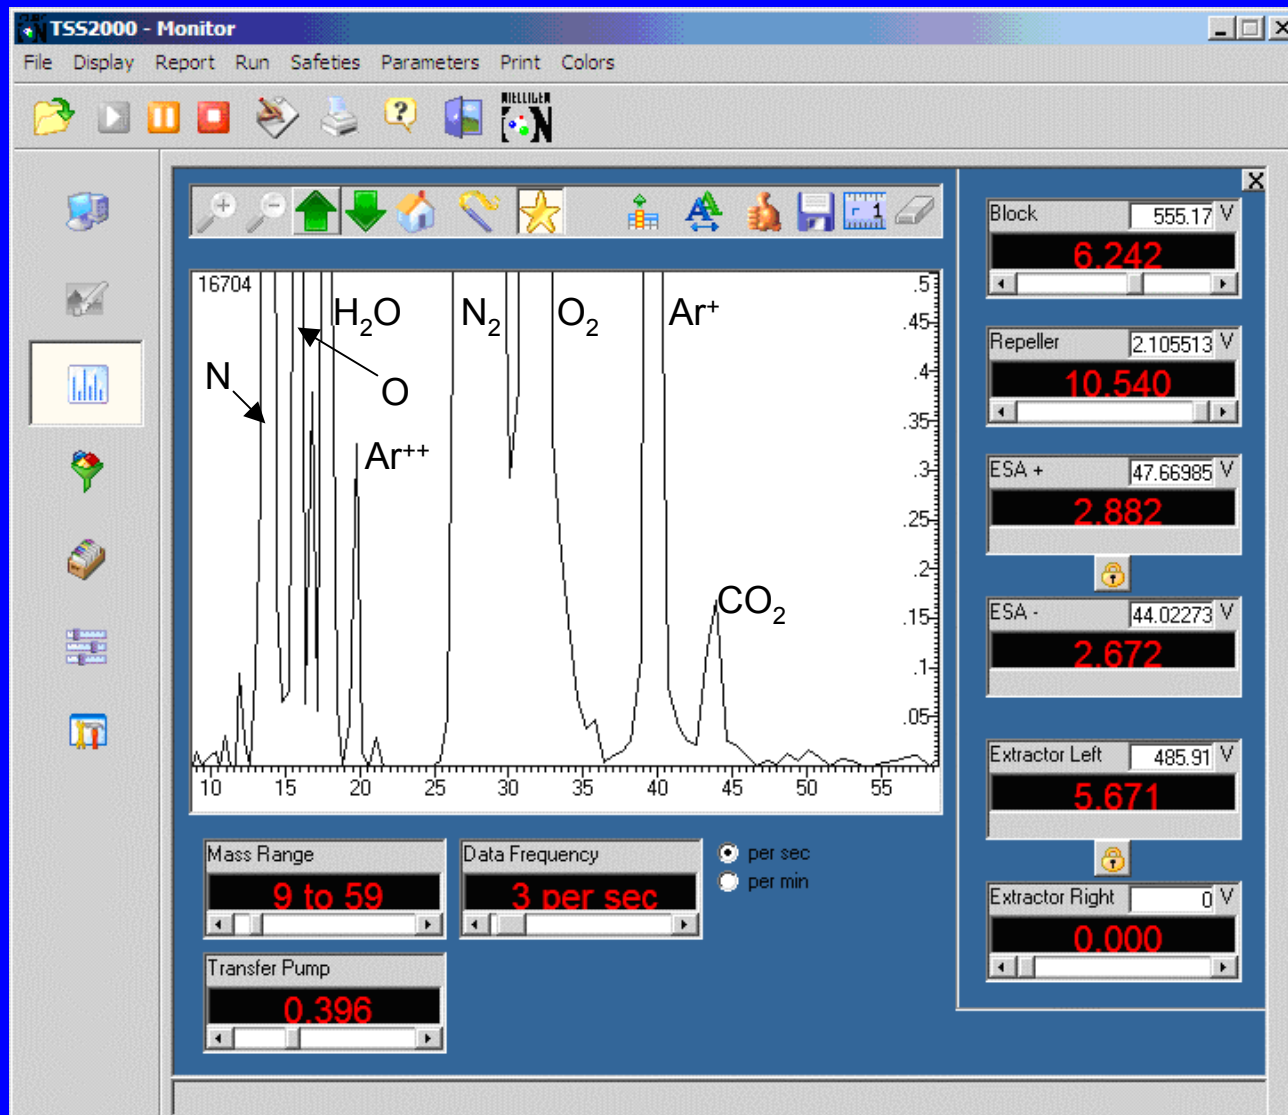 TSS2000 - Monitor
File Display Report Run Safeties Parameters Print Colors
?
1
X
16704
H₂O
N₂
O₂
Ar⁺
N
O
Ar⁺⁺
CO₂
.5
.45
.4
.35
.3
.25
.2
.15
.1
.05
10 15 20 25 30 35 40 45 50 55
Mass Range
9 to 59
Data Frequency
3 per sec
per sec
per min
Transfer Pump
0.396
Block 555.17 V
6.242
Repeller 2.105513 V
10.540
ESA + 47.66985 V
2.882
ESA - 44.02273 V
2.672
Extractor Left 485.91 V
5.671
Extractor Right 0 V
0.000